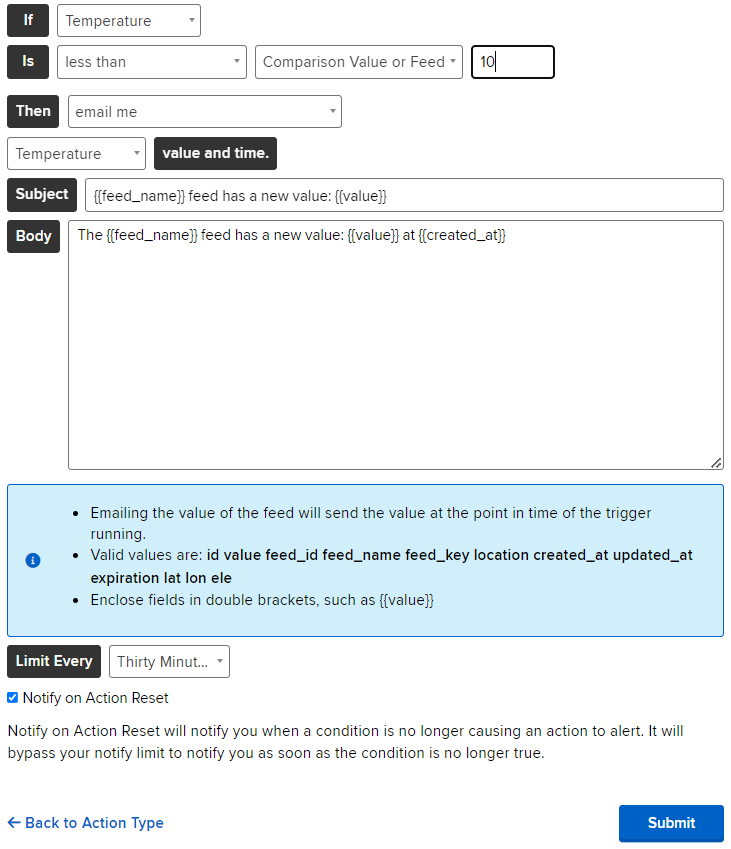 If Temperature
Is less than Comparison Value or Feed 10
Then email me
Temperature value and time.
Subject {{feed_name}} feed has a new value: {{value}}
Body The {{feed_name}} feed has a new value: {{value}} at {{created_at}}
• Emailing the value of the feed will send the value at the point in time of the trigger
running.
• Valid values are: id value feed_id feed_name feed_key location created_at updated_at
expiration lat lon ele
• Enclose fields in double brackets, such as {{value}}
Limit Every Thirty Minut...
Notify on Action Reset
Notify on Action Reset will notify you when a condition is no longer causing an action to alert. It will
bypass your notify limit to notify you as soon as the condition is no longer true.
← Back to Action Type Submit